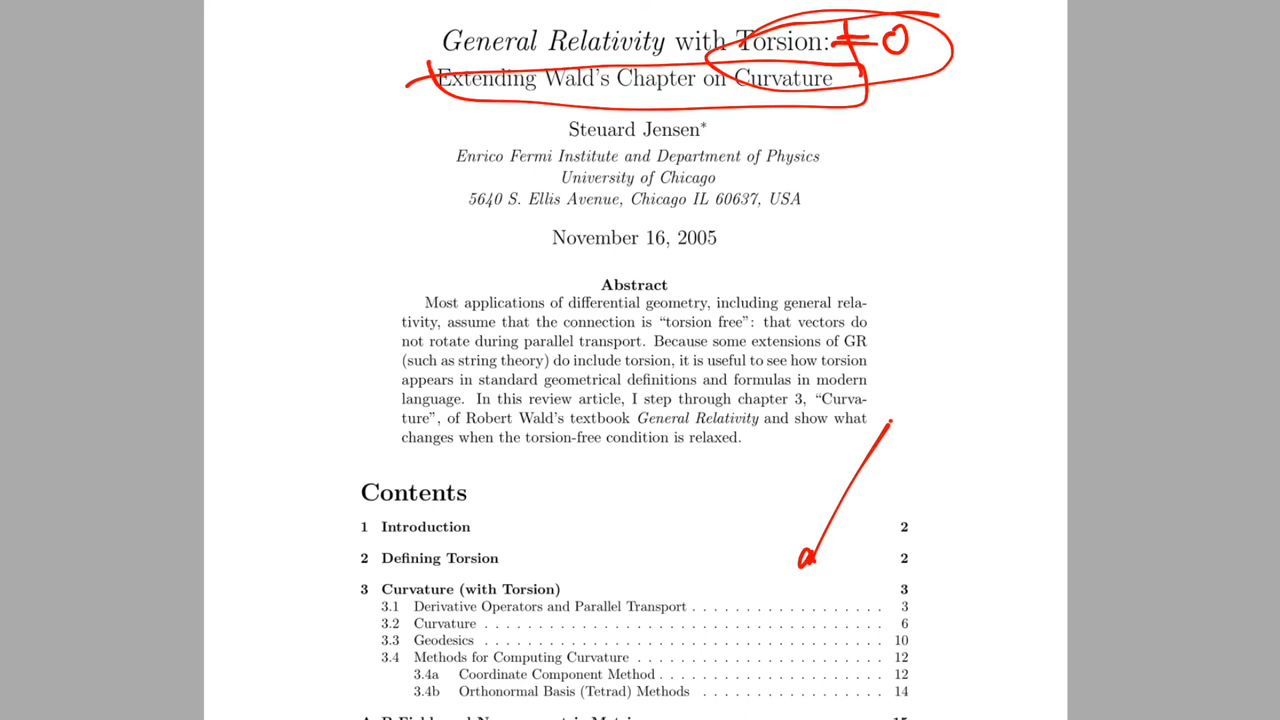 General Relativity with Torsion: ≠ 0
Extending Wald's Chapter on Curvature
Steuard Jensen*
Enrico Fermi Institute and Department of Physics
University of Chicago
5640 S. Ellis Avenue, Chicago IL 60637, USA
November 16, 2005
Abstract
Most applications of differential geometry, including general rela-
tivity, assume that the connection is “torsion free”: that vectors do
not rotate during parallel transport. Because some extensions of GR
(such as string theory) do include torsion, it is useful to see how torsion
appears in standard geometrical definitions and formulas in modern
language. In this review article, I step through chapter 3, “Curva-
ture”, of Robert Wald's textbook General Relativity and show what
changes when the torsion-free condition is relaxed.
Contents
1 Introduction 2
2 Defining Torsion 2
3 Curvature (with Torsion) 3
3.1 Derivative Operators and Parallel Transport . . . . . . . . . . . . . . . . . . 3
3.2 Curvature . . . . . . . . . . . . . . . . . . . . . . . . . . . . . . . . . . . . . 6
3.3 Geodesics . . . . . . . . . . . . . . . . . . . . . . . . . . . . . . . . . . . . . 10
3.4 Methods for Computing Curvature . . . . . . . . . . . . . . . . . . . . . . . 12
3.4a Coordinate Component Method . . . . . . . . . . . . . . . . . . . . . 12
3.4b Orthonormal Basis (Tetrad) Methods . . . . . . . . . . . . . . . . . 14